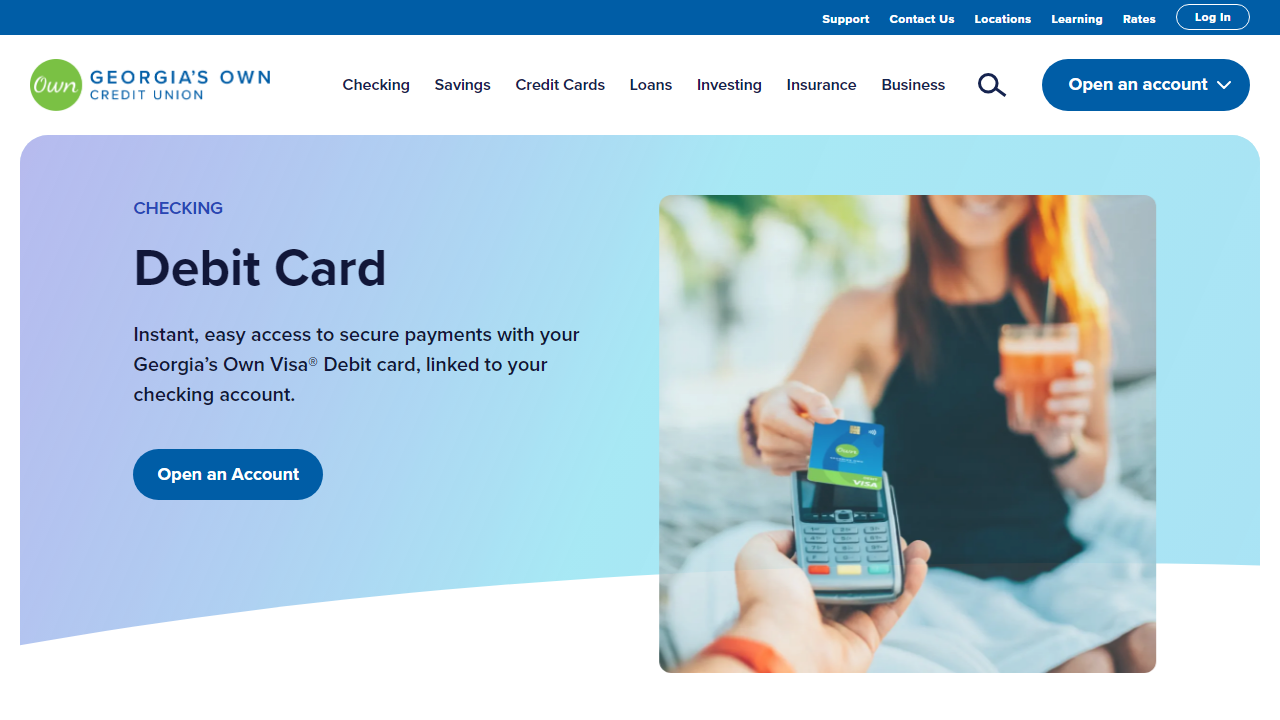 Support Contact Us Locations Learning Rates Log In
Own GEORGIA'S OWN
CREDIT UNION
Checking Savings Credit Cards Loans Investing Insurance Business Open an account
CHECKING
Debit Card
Instant, easy access to secure payments with your
Georgia's Own Visa® Debit card, linked to your
checking account.
Open an Account
Own
VISA